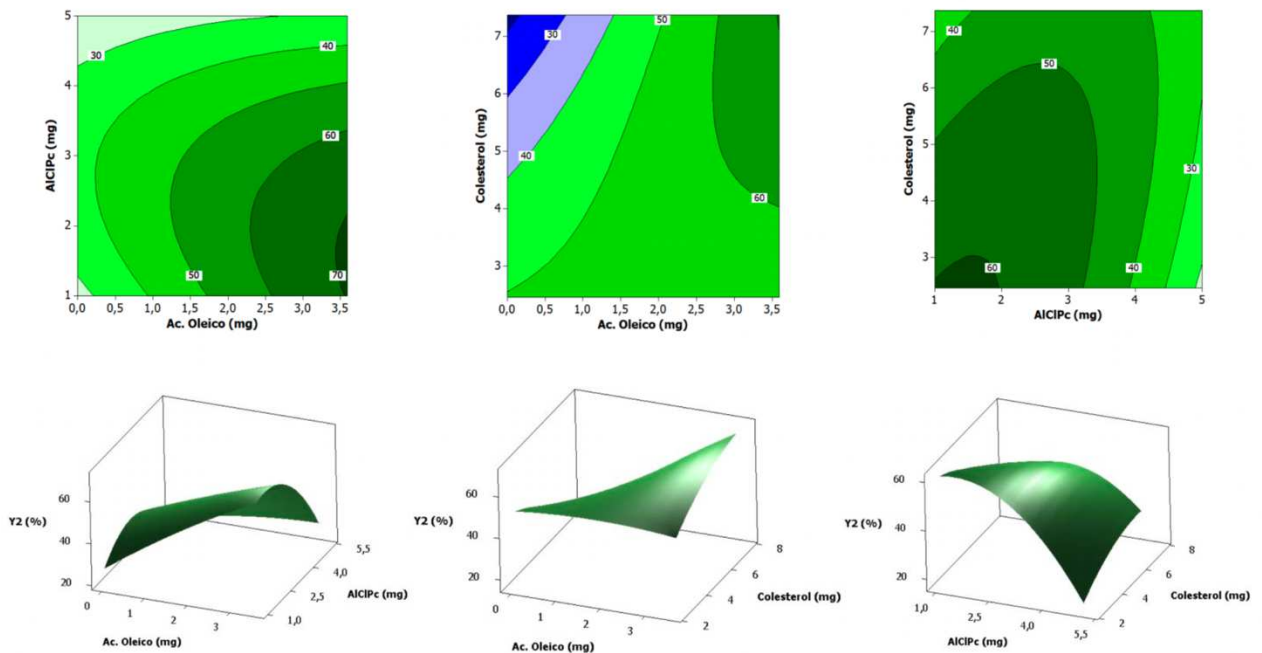 5
4
3
2
1
AlClPc (mg)
30
40
60
50
70
0,0 0,5 1,0 1,5 2,0 2,5 3,0 3,5
Ac. Oleico (mg)
7
6
5
4
3
Colesterol (mg)
30
50
40
60
0,0 0,5 1,0 1,5 2,0 2,5 3,0 3,5
Ac. Oleico (mg)
7
6
5
4
3
Colesterol (mg)
40
50
30
60
40
1 2 3 4 5
AlClPc (mg)
60
40
20
Y2 (%)
0 1 2 3
Ac. Oleico (mg)
5,5
4,0
2,5
1,0
AlClPc (mg)
60
40
20
Y2 (%)
0 1 2 3
Ac. Oleico (mg)
8
6
4
2
Colesterol (mg)
60
40
20
Y2 (%)
1,0 2,5 4,0 5,5
AlClPc (mg)
8
6
4
2
Colesterol (mg)